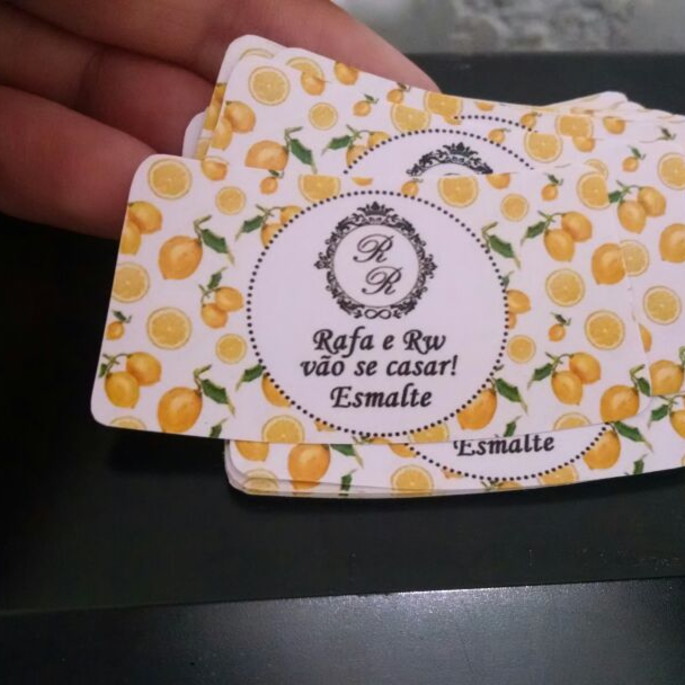 R
R
Rafa e Rw
vão se casar!
Esmalte
Esmalte